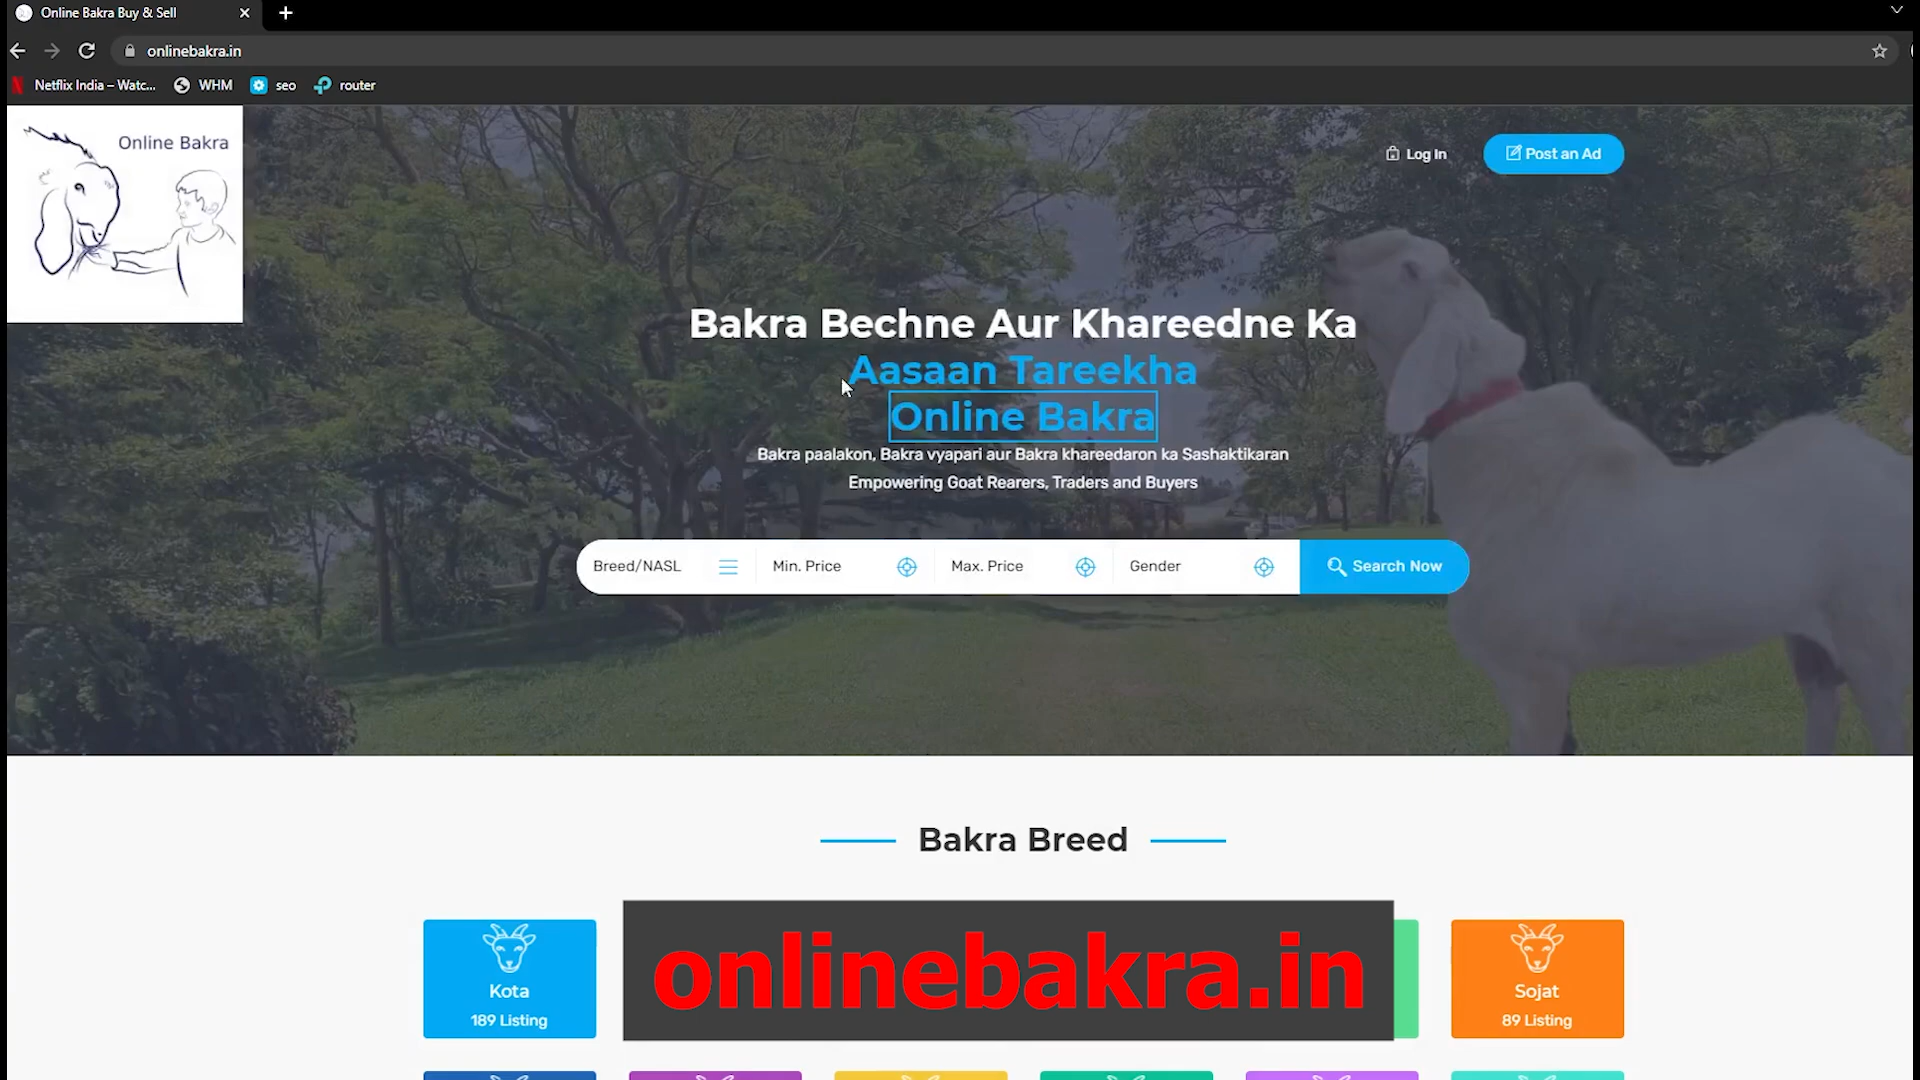 Online Bakra Buy & Sell
onlinebakra.in
Netflix India – Watc...
WHM
seo
router
Online Bakra
Log In
Post an Ad
Bakra Bechne Aur Khareedne Ka
Aasaan Tareekha
Online Bakra
Bakra paalakon, Bakra vyapari aur Bakra khareedaron ka Sashaktikaran
Empowering Goat Rearers, Traders and Buyers
Breed/NASL
Min. Price
Max. Price
Gender
Search Now
Bakra Breed
Kota
189 Listing
onlinebakra.in
Sojat
89 Listing